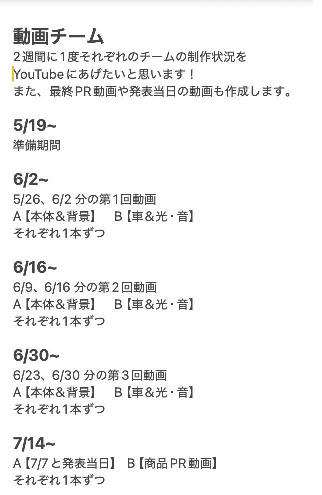 動画チーム
2週間に1度それぞれのチームの制作状況を
YouTubeにあげたいと思います！
また、最終PR動画や発表当日の動画も作成します。
5/19~
準備期間
6/2~
5/26、6/2 分の第1回動画
A【本体＆背景】　B【車＆光・音】
それぞれ1本ずつ
6/16~
6/9、6/16 分の第2回動画
A【本体＆背景】　B【車＆光・音】
それぞれ1本ずつ
6/30~
6/23、6/30 分の第3回動画
A【本体＆背景】　B【車＆光・音】
それぞれ1本ずつ
7/14~
A【7/7と発表当日】　B【商品PR動画】